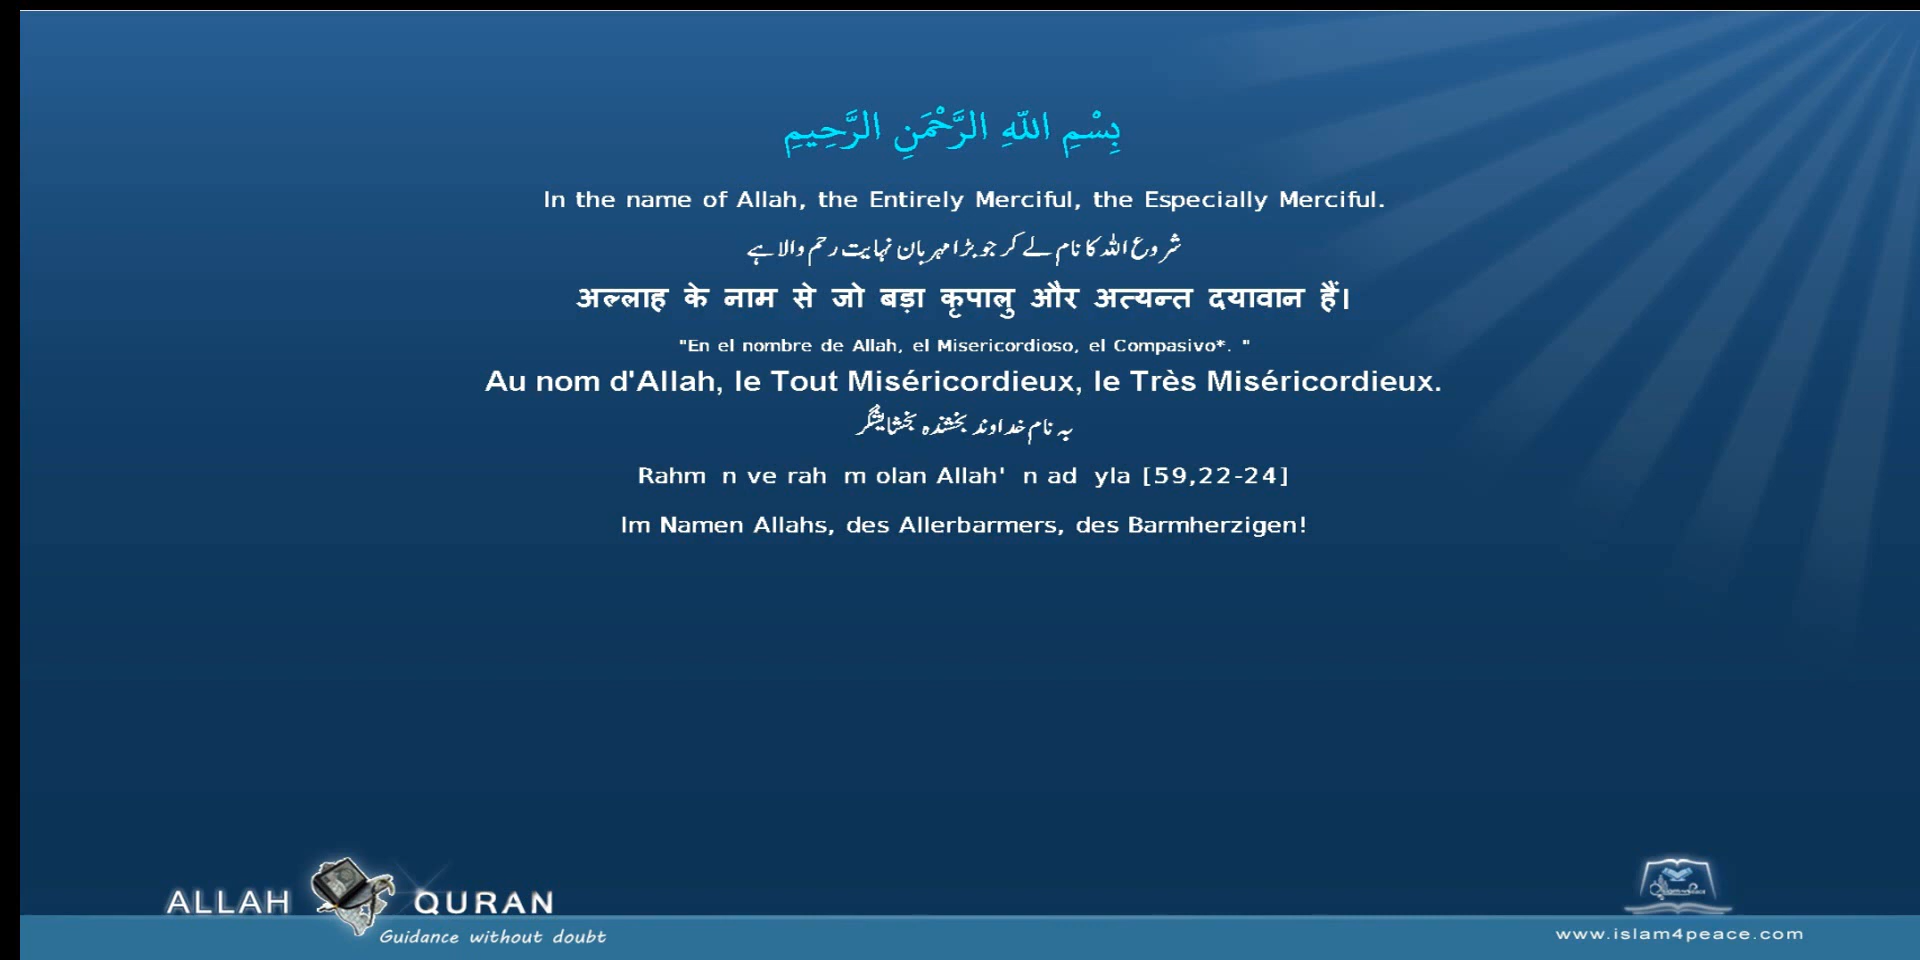 بِسْمِ اللّهِ الرَّحْمَنِ الرَّحِيمِ
In the name of Allah, the Entirely Merciful, the Especially Merciful.
شروع الله کا نام لے کر جو بڑا مہربان نہایت رحم والا ہے
अल्लाह के नाम से जो बड़ा कृपालु और अत्यन्त दयावान हैं।
"En el nombre de Allah, el Misericordioso, el Compasivo*. "
Au nom d'Allah, le Tout Miséricordieux, le Très Miséricordieux.
به نام خداوند بخشنده بخشایشگر
Rahm n ve rah m olan Allah' n ad yla [59,22-24]
Im Namen Allahs, des Allerbarmers, des Barmherzigen!
ALLAH QURAN
Guidance without doubt
www.islam4peace.com